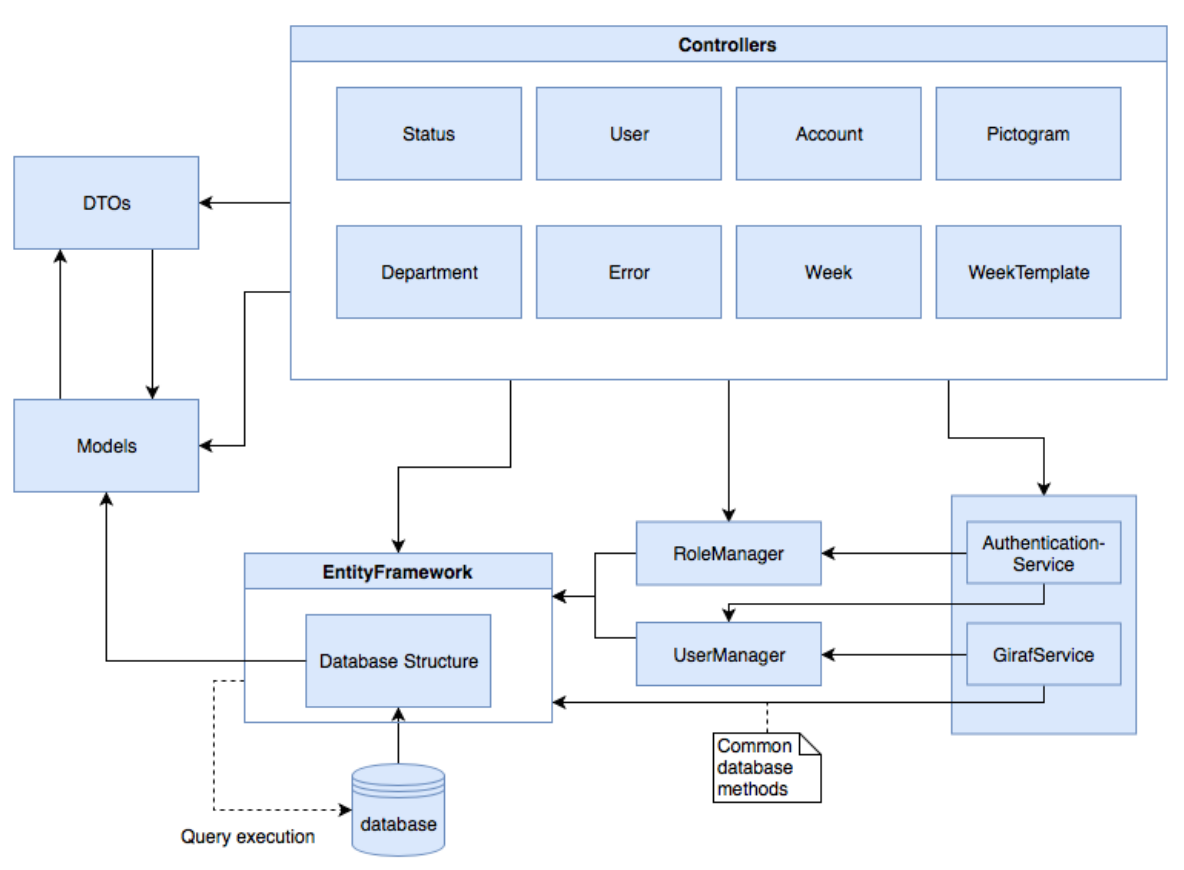 Controllers
Status
User
Account
Pictogram
DTOs
Department
Error
Week
WeekTemplate
Models
RoleManager
Authentication-
Service
EntityFramework
Database Structure
UserManager
GirafService
Common
database
methods
database
Query execution